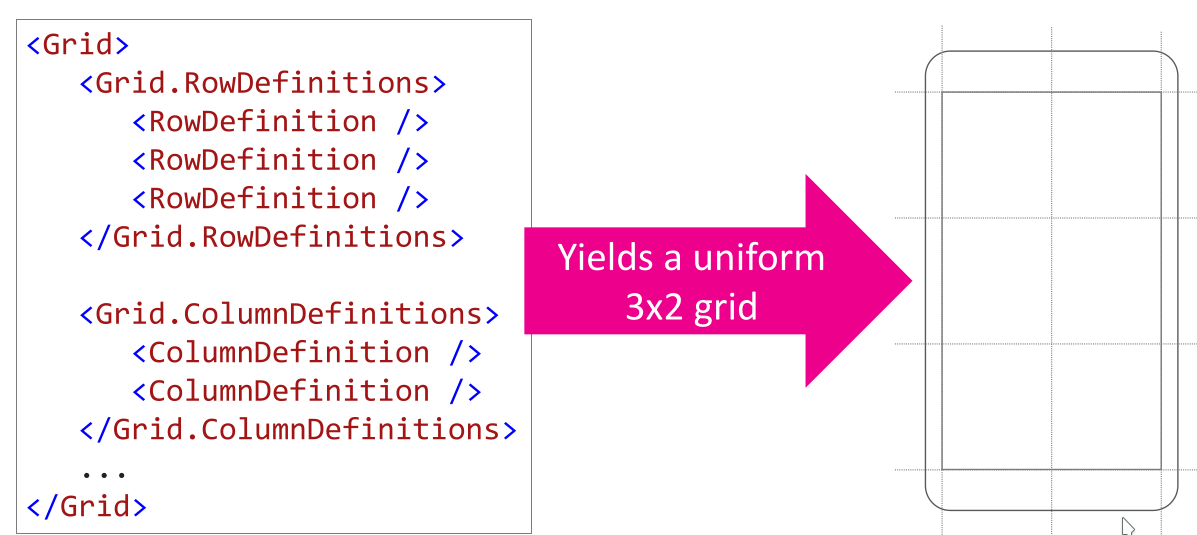 <Grid>
<Grid.RowDefinitions>
<RowDefinition />
<RowDefinition />
<RowDefinition />
</Grid.RowDefinitions>
<Grid.ColumnDefinitions>
<ColumnDefinition />
<ColumnDefinition />
</Grid.ColumnDefinitions>
...
</Grid>
Yields a uniform
3x2 grid